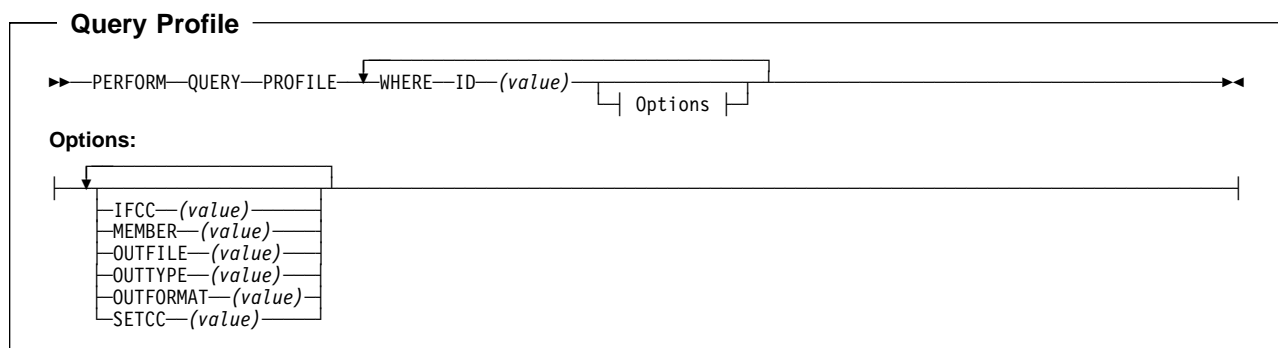 Query Profile
PERFORM QUERY PROFILE WHERE ID (value)
Options
Options:
IFCC (value)
MEMBER (value)
OUTFILE (value)
OUTTYPE (value)
OUTFORMAT (value)
SETCC (value)